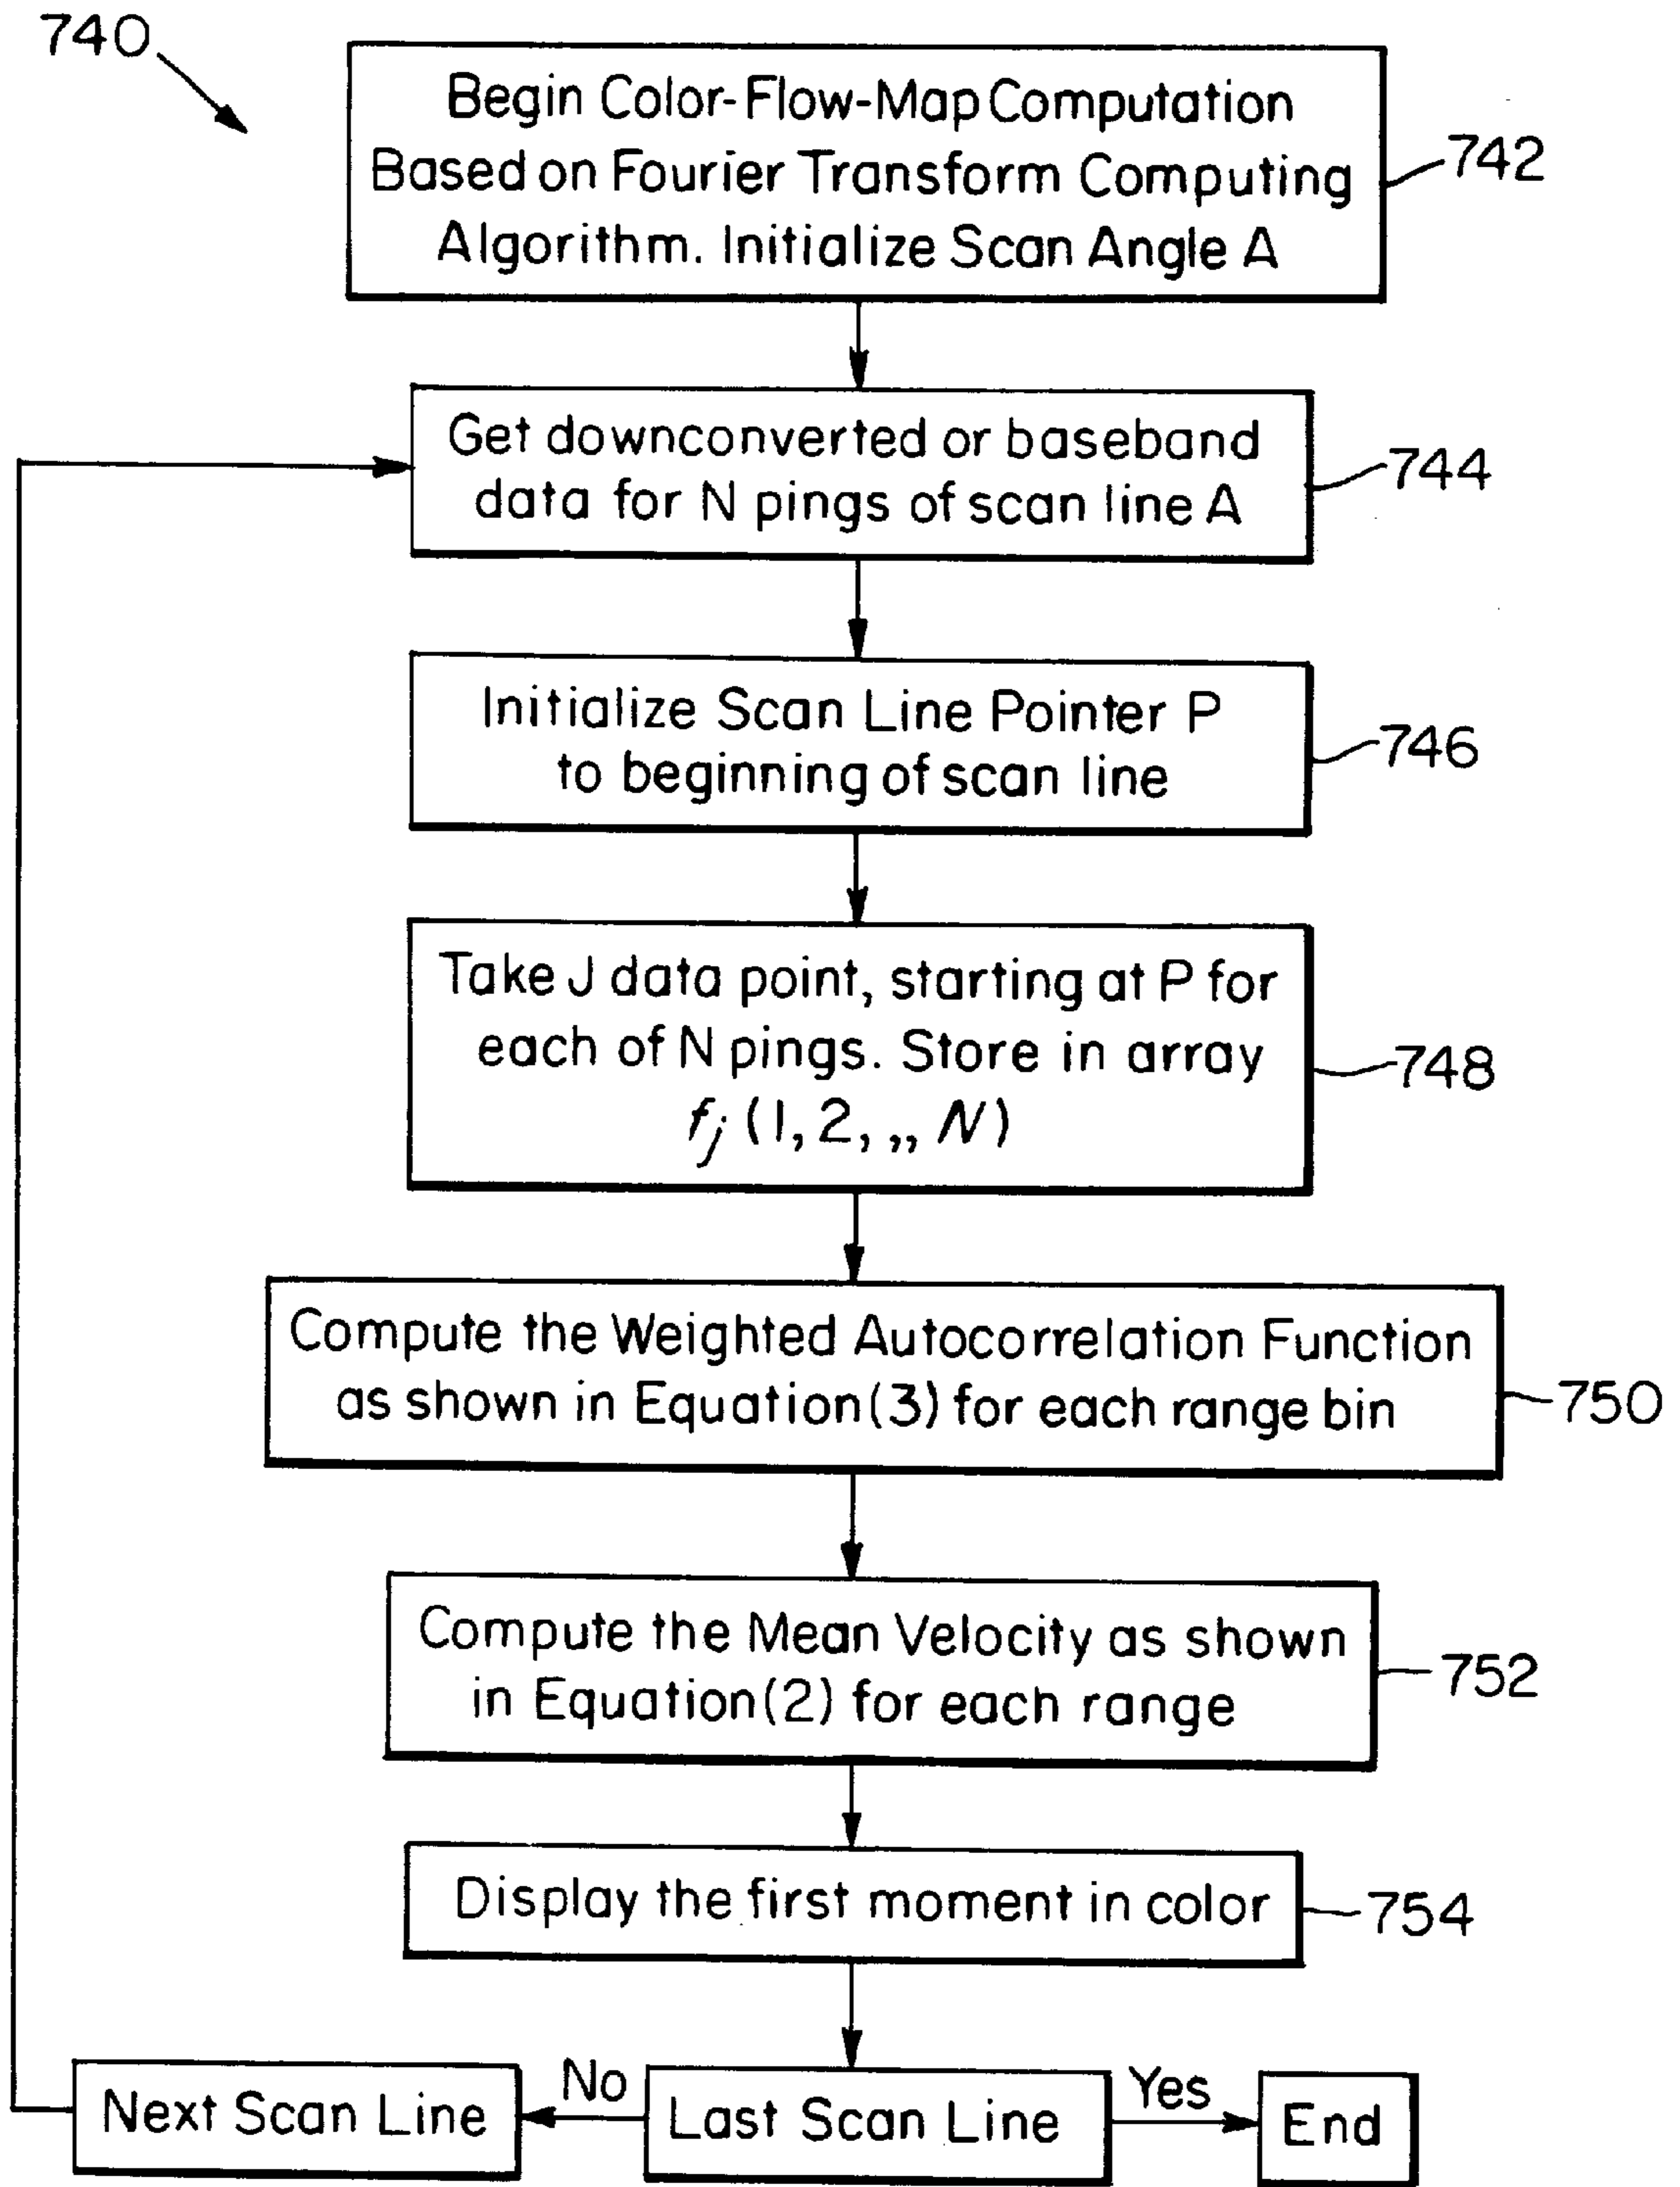 740
Begin Color-Flow-Map Computation
Based on Fourier Transform Computing
Algorithm. Initialize Scan Angle A
742
Get downconverted or baseband
data for N pings of scan line A
744
Initialize Scan Line Pointer P
to beginning of scan line
746
Take J data point, starting at P for
each of N pings. Store in array
fj (1, 2, ,, N)
748
Compute the Weighted Autocorrelation Function
as shown in Equation(3) for each range bin
750
Compute the Mean Velocity as shown
in Equation(2) for each range
752
Display the first moment in color
754
Next Scan Line
No
Last Scan Line
Yes
End